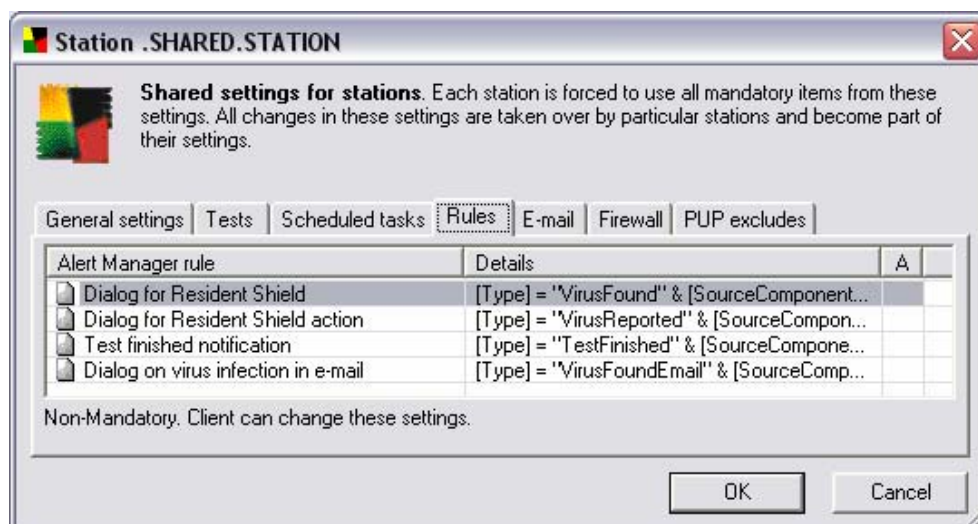 Station .SHARED.STATION
Shared settings for stations. Each station is forced to use all mandatory items from these
settings. All changes in these settings are taken over by particular stations and become part of
their settings.
General settings Tests Scheduled tasks Rules E-mail Firewall PUP excludes
Alert Manager rule Details A
Dialog for Resident Shield [Type] = "VirusFound" & [SourceComponent...
Dialog for Resident Shield action [Type] = "VirusReported" & [SourceCompon...
Test finished notification [Type] = "TestFinished" & [SourceCompone...
Dialog on virus infection in e-mail [Type] = "VirusFoundEmail" & [SourceComp...
Non-Mandatory. Client can change these settings.
OK Cancel